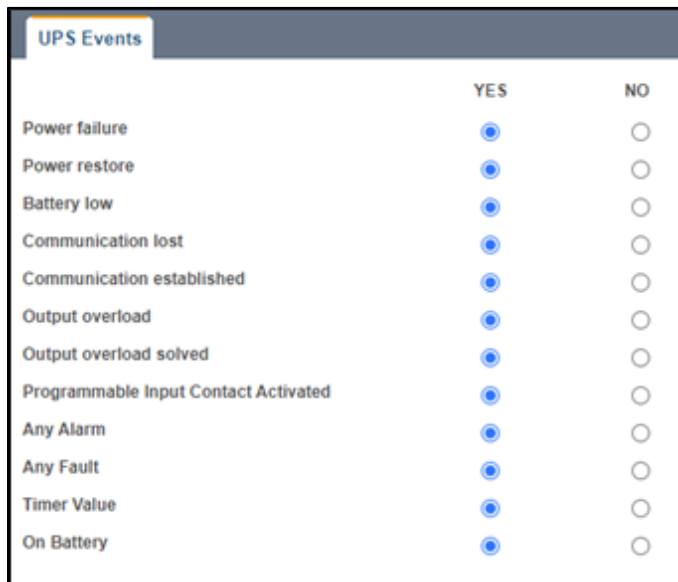 UPS Events
YES NO
Power failure
Power restore
Battery low
Communication lost
Communication established
Output overload
Output overload solved
Programmable Input Contact Activated
Any Alarm
Any Fault
Timer Value
On Battery